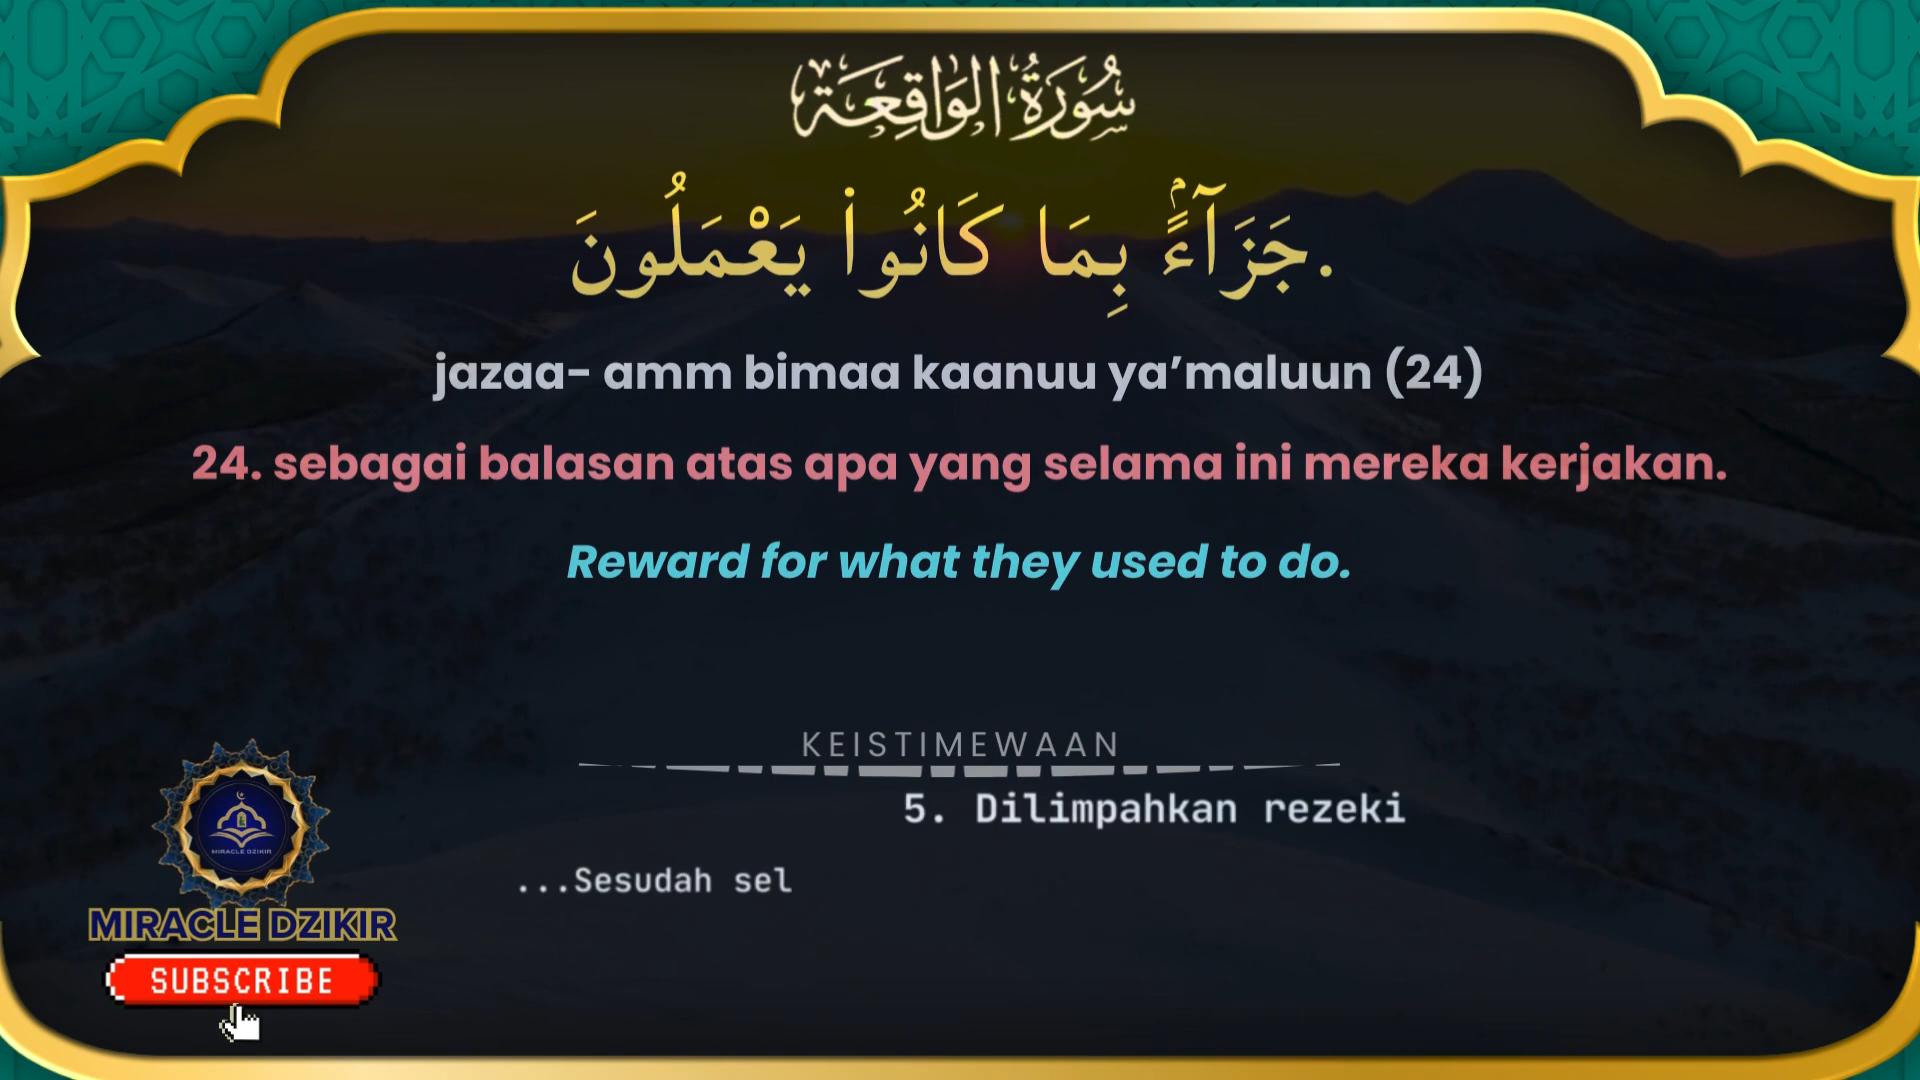 سُورَةُ الوَاقِعَة
جَزَآءًۢ بِمَا كَانُوا۟ يَعْمَلُونَ.
jazaa- amm bimaa kaanuu ya’maluun (24)
24. sebagai balasan atas apa yang selama ini mereka kerjakan.
Reward for what they used to do.
KEISTIMEWAAN
5. Dilimpahkan rezeki
...Sesudah sel
MIRACLE DZIKIR
MIRACLE DZIKIR
SUBSCRIBE